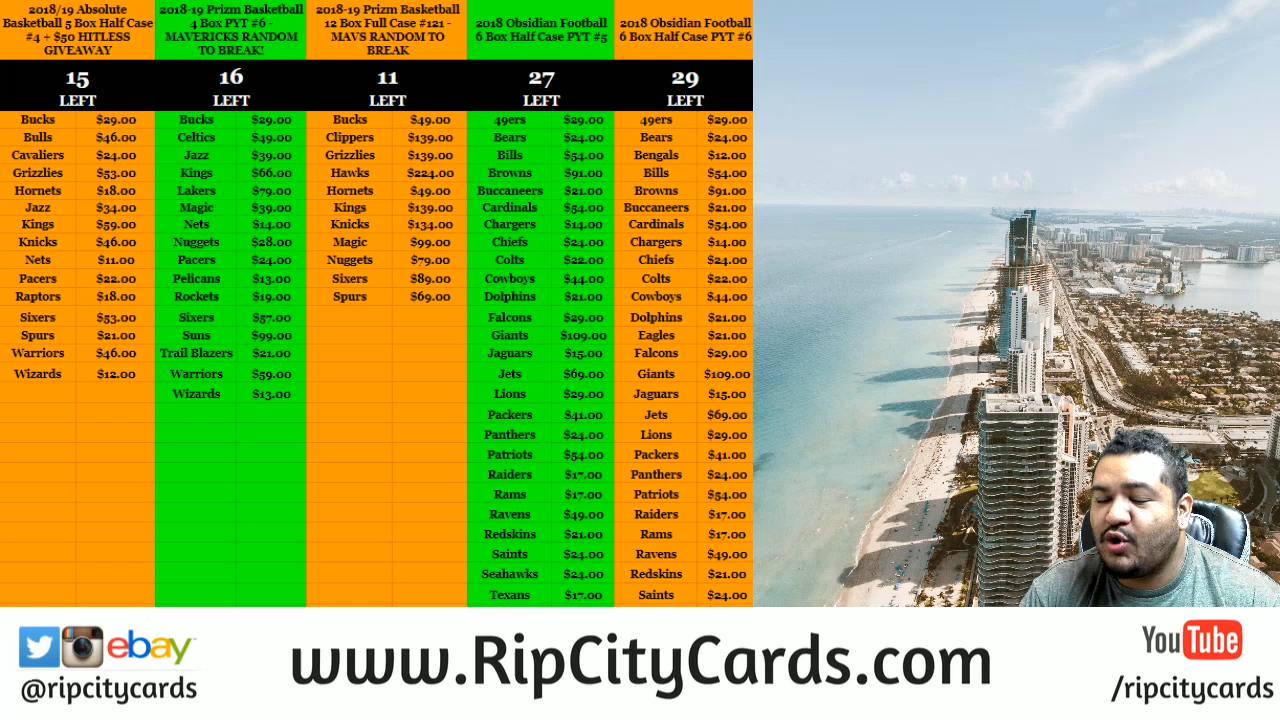 2018/19 Absolute
Basketball 5 Box Half Case
#4 + $50 HITLESS
GIVEAWAY
15
LEFT
Bucks $29.00
Bulls $46.00
Cavaliers $24.00
Grizzlies $53.00
Hornets $18.00
Jazz $34.00
Kings $59.00
Knicks $46.00
Nets $11.00
Pacers $22.00
Raptors $18.00
Sixers $53.00
Spurs $21.00
Warriors $46.00
Wizards $12.00
2018-19 Prizm Basketball
4 Box PYT #6 -
MAVERICKS RANDOM
TO BREAK!
16
LEFT
Bucks $29.00
Celtics $49.00
Jazz $39.00
Kings $66.00
Lakers $79.00
Magic $39.00
Nets $14.00
Nuggets $28.00
Pacers $24.00
Pelicans $13.00
Rockets $19.00
Sixers $57.00
Suns $99.00
Trail Blazers $21.00
Warriors $59.00
Wizards $13.00
2018-19 Prizm Basketball
12 Box Full Case #121 -
MAVS RANDOM TO
BREAK
11
LEFT
Bucks $49.00
Clippers $139.00
Grizzlies $139.00
Hawks $224.00
Hornets $49.00
Kings $139.00
Knicks $134.00
Magic $99.00
Nuggets $79.00
Sixers $89.00
Spurs $69.00
2018 Obsidian Football
6 Box Half Case PYT #5
27
LEFT
49ers $29.00
Bears $24.00
Bills $54.00
Browns $91.00
Buccaneers $21.00
Cardinals $54.00
Chargers $14.00
Chiefs $24.00
Colts $22.00
Cowboys $44.00
Dolphins $21.00
Falcons $29.00
Giants $109.00
Jaguars $15.00
Jets $69.00
Lions $29.00
Packers $41.00
Panthers $24.00
Patriots $54.00
Raiders $17.00
Rams $17.00
Ravens $49.00
Redskins $21.00
Saints $24.00
Seahawks $24.00
Texans $17.00
2018 Obsidian Football
6 Box Half Case PYT #6
29
LEFT
49ers $29.00
Bears $24.00
Bengals $12.00
Bills $54.00
Browns $91.00
Buccaneers $21.00
Cardinals $54.00
Chargers $14.00
Chiefs $24.00
Colts $22.00
Cowboys $44.00
Dolphins $21.00
Eagles $21.00
Falcons $29.00
Giants $109.00
Jaguars $15.00
Jets $69.00
Lions $29.00
Packers $41.00
Panthers $24.00
Patriots $54.00
Raiders $17.00
Rams $17.00
Ravens $49.00
Redskins $21.00
Saints $24.00
ebay
@ripcitycards
www.RipCityCards.com
YouTube
/ripcitycards